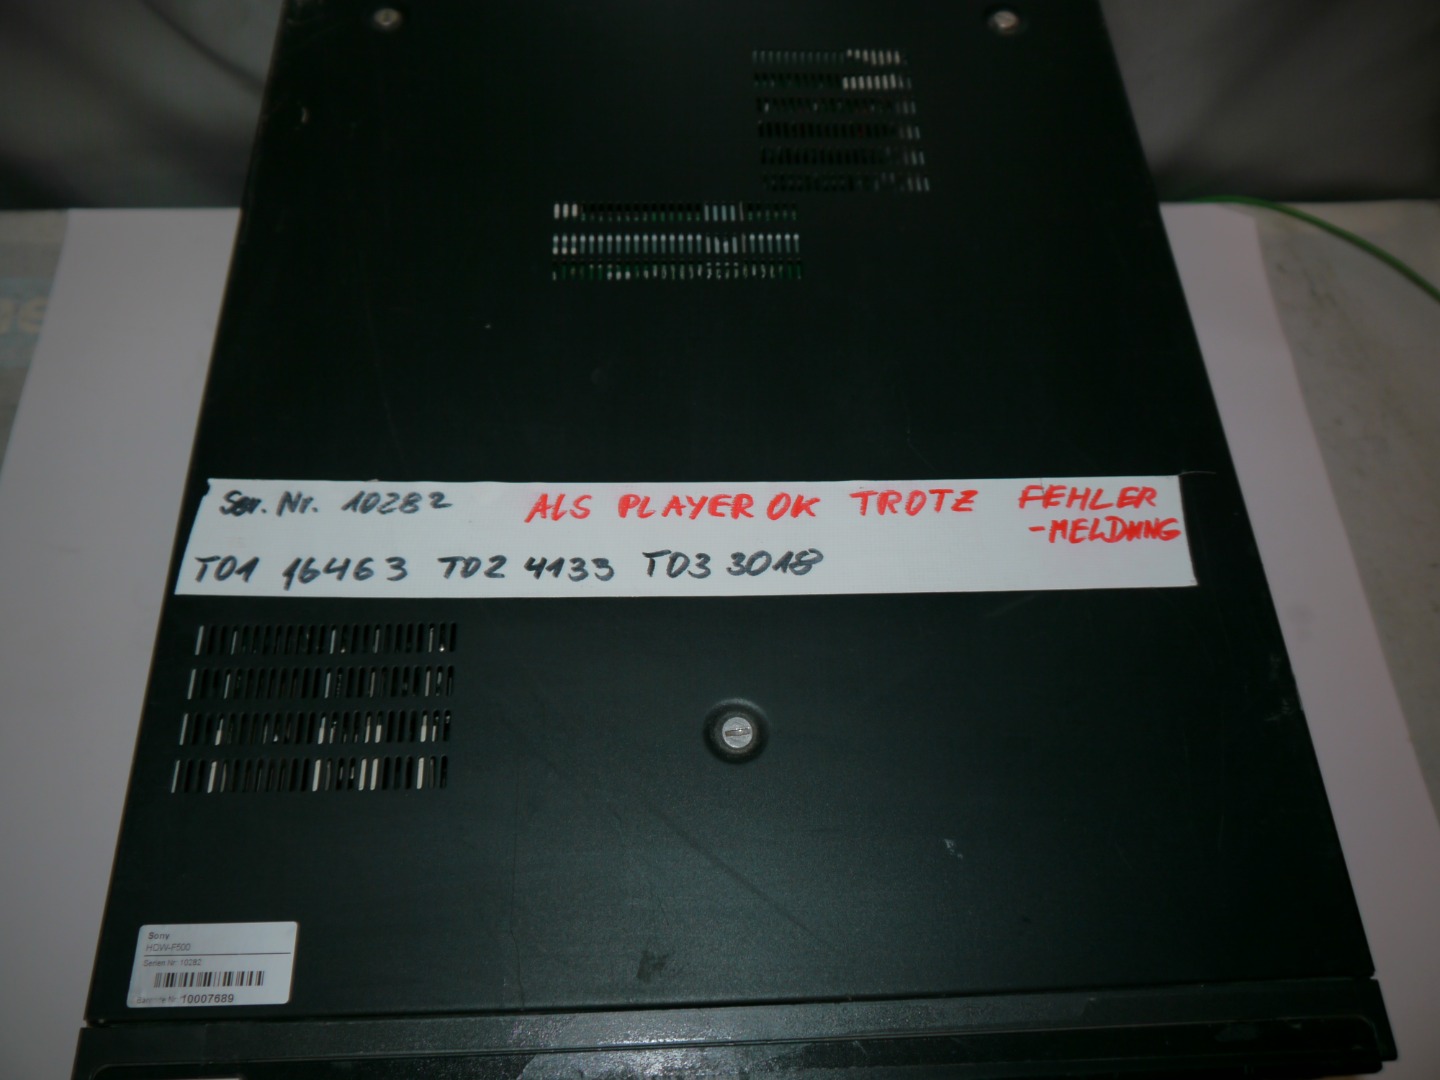 Ser. Nr. 10282 ALS PLAYER OK TROTZ FEHLER
-MELDUNG
T01 16463 T02 4133 T03 3018
Sony
HDW-F500
Serien Nr. 10282
10007689